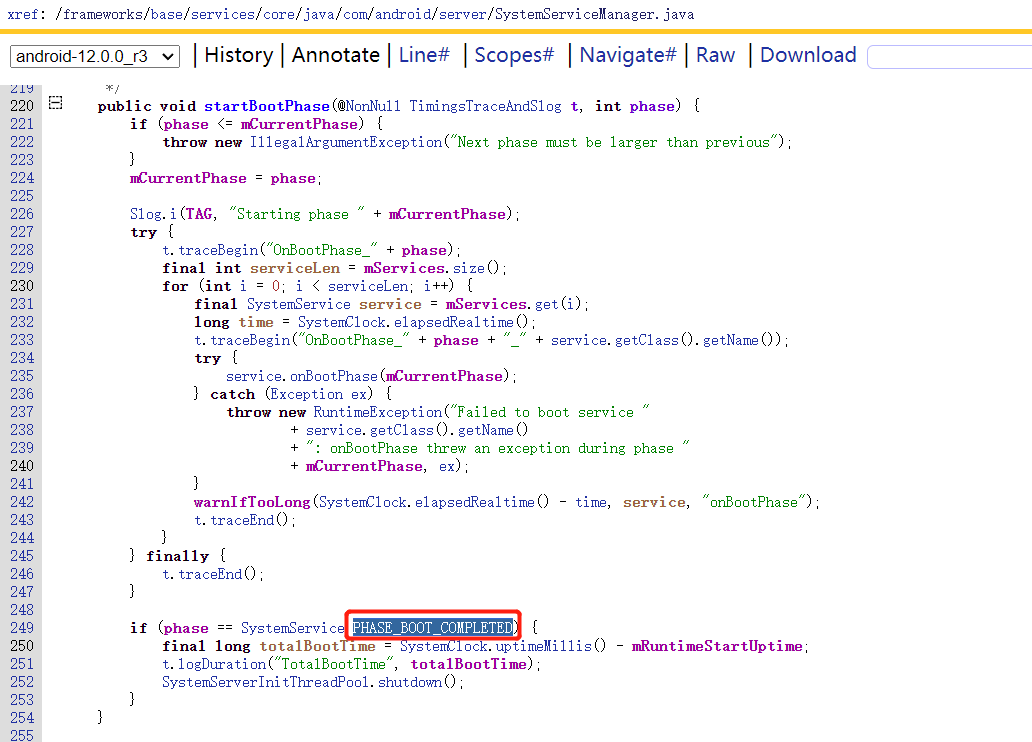 xref: /frameworks/base/services/core/java/com/android/server/SystemServiceManager.java
android-12.0.0_r3 | History | Annotate | Line# | Scopes# | Navigate# | Raw | Download
219 */
220 public void startBootPhase(@NonNull TimingsTraceAndSlog t, int phase) {
221 if (phase <= mCurrentPhase) {
222 throw new IllegalArgumentException("Next phase must be larger than previous");
223 }
224 mCurrentPhase = phase;
225
226 Slog.i(TAG, "Starting phase " + mCurrentPhase);
227 try {
228 t.traceBegin("OnBootPhase_" + phase);
229 final int serviceLen = mServices.size();
230 for (int i = 0; i < serviceLen; i++) {
231 final SystemService service = mServices.get(i);
232 long time = SystemClock.elapsedRealtime();
233 t.traceBegin("OnBootPhase_" + phase + "_" + service.getClass().getName());
234 try {
235 service.onBootPhase(mCurrentPhase);
236 } catch (Exception ex) {
237 throw new RuntimeException("Failed to boot service "
238 + service.getClass().getName()
239 + ": onBootPhase threw an exception during phase "
240 + mCurrentPhase, ex);
241 }
242 warnIfTooLong(SystemClock.elapsedRealtime() - time, service, "onBootPhase");
243 t.traceEnd();
244 }
245 } finally {
246 t.traceEnd();
247 }
248
249 if (phase == SystemService.PHASE_BOOT_COMPLETED) {
250 final long totalBootTime = SystemClock.uptimeMillis() - mRuntimeStartUptime;
251 t.logDuration("TotalBootTime", totalBootTime);
252 SystemServerInitThreadPool.shutdown();
253 }
254 }
255